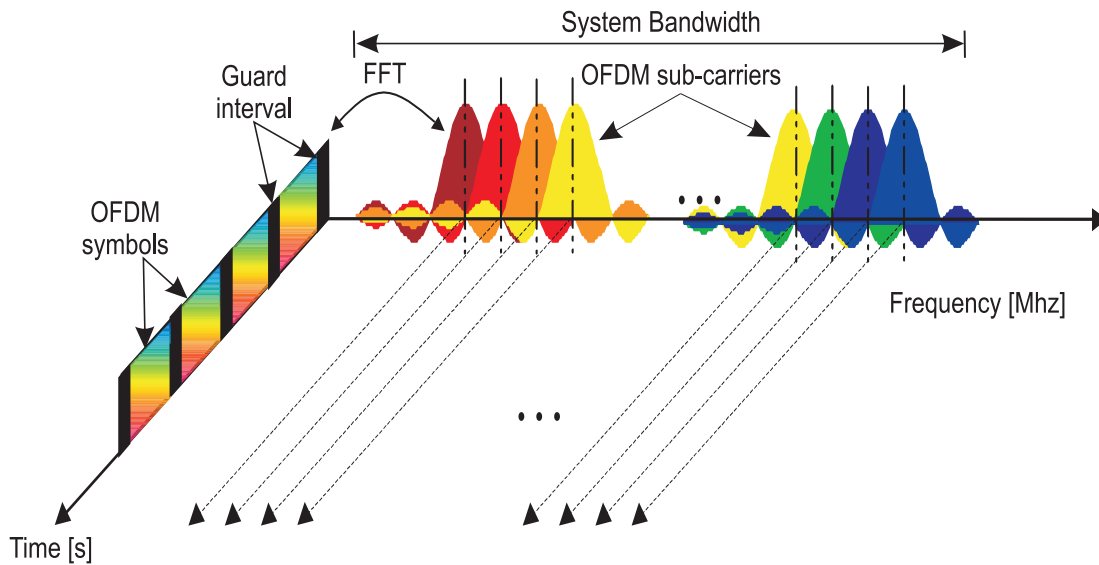 System Bandwidth
Guard
interval
FFT
OFDM sub-carriers
OFDM
symbols
Frequency [Mhz]
Time [s]